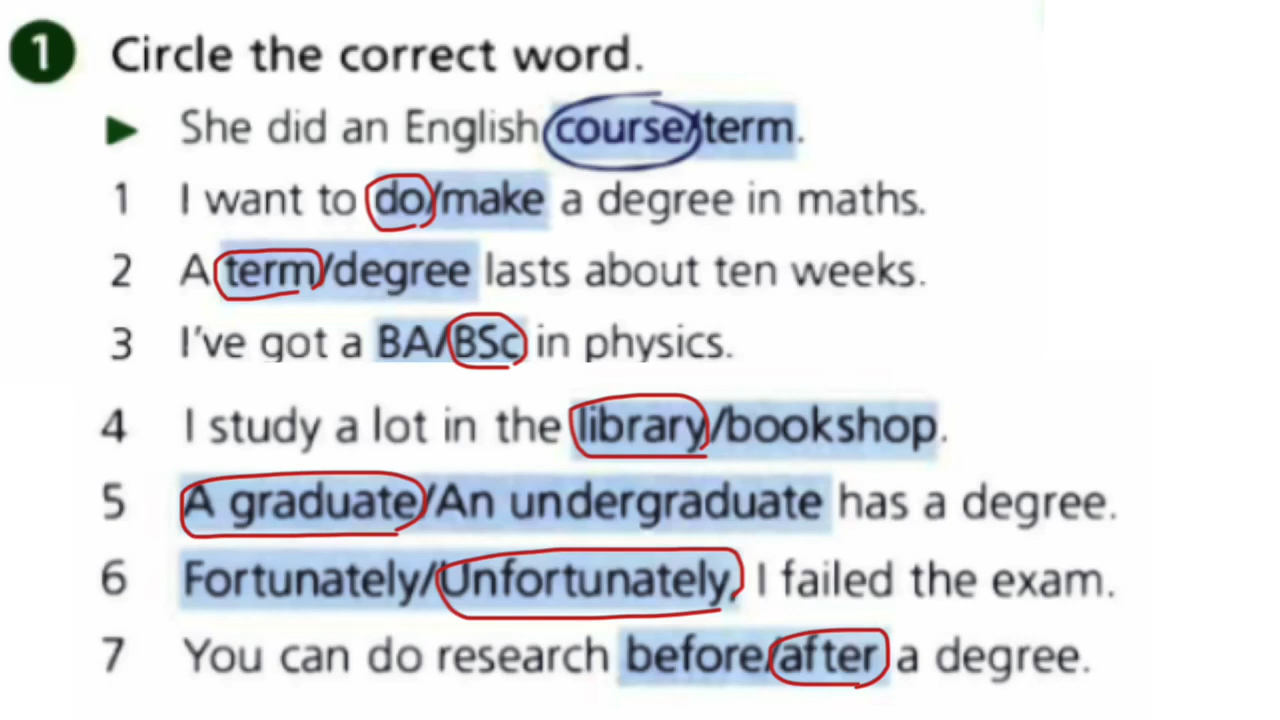 1 Circle the correct word.
▶ She did an English course/term.
1 I want to do/make a degree in maths.
2 A term/degree lasts about ten weeks.
3 I've got a BA/BSc in physics.
4 I study a lot in the library/bookshop.
5 A graduate/An undergraduate has a degree.
6 Fortunately/Unfortunately, I failed the exam.
7 You can do research before/after a degree.